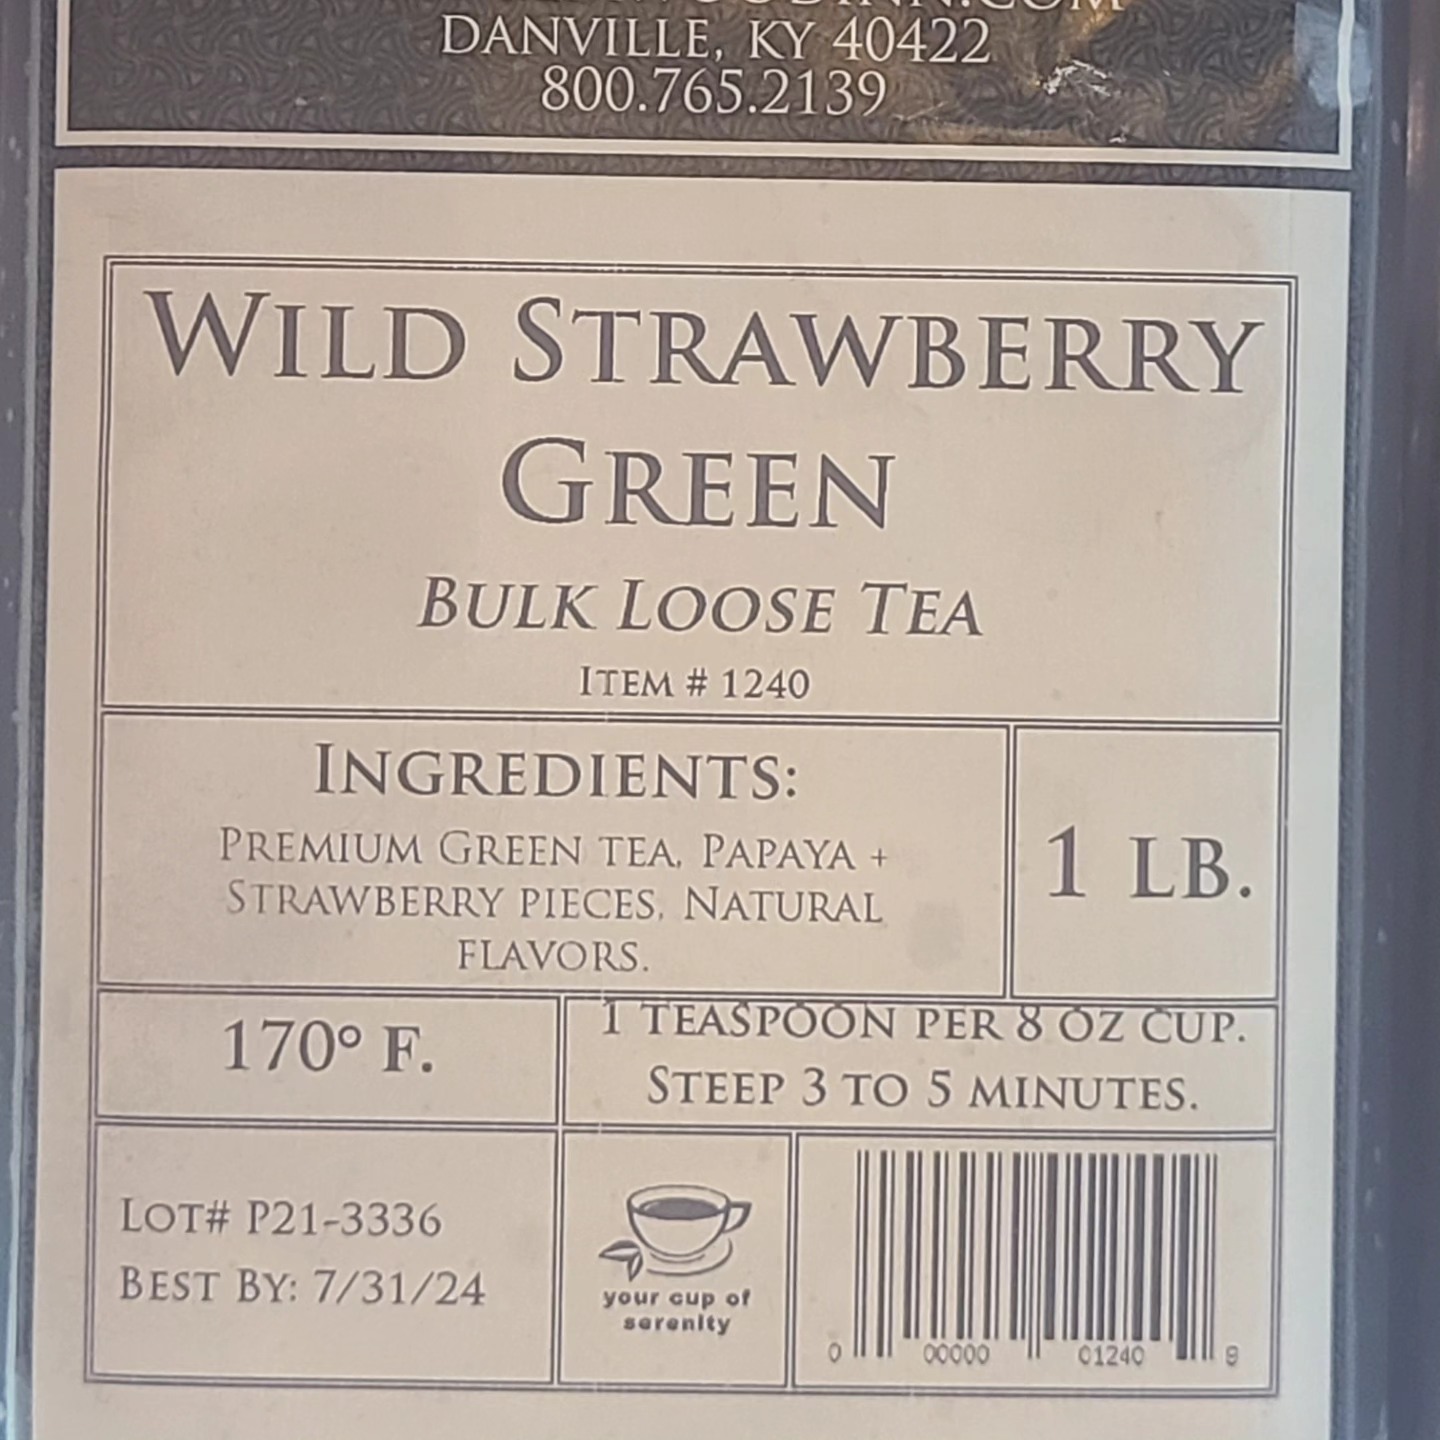 DANVILLE, KY 40422
800.765.2139
WILD STRAWBERRY
GREEN
BULK LOOSE TEA
ITEM # 1240
INGREDIENTS:
PREMIUM GREEN TEA, PAPAYA +
STRAWBERRY PIECES, NATURAL
FLAVORS.
1 LB.
170° F.
1 TEASPOON PER 8 OZ CUP.
STEEP 3 TO 5 MINUTES.
LOT# P21-3336
BEST BY: 7/31/24
your cup of
serenity
0 00000 01240 9